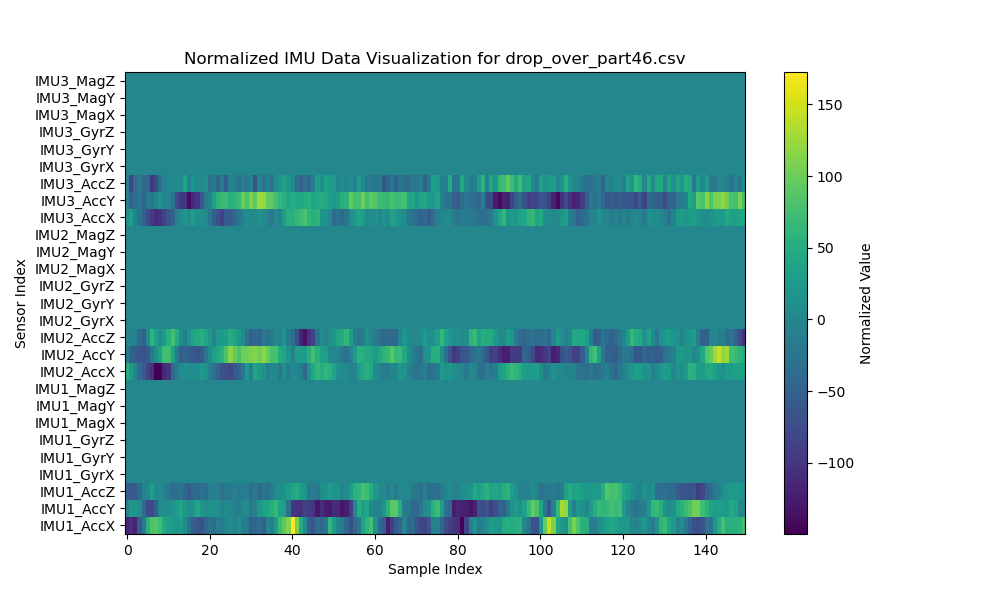 Normalized IMU Data Visualization for drop_over_part46.csv
IMU3_MagZ
IMU3_MagY
IMU3_MagX
IMU3_GyrZ
IMU3_GyrY
IMU3_GyrX
IMU3_AccZ
IMU3_AccY
IMU3_AccX
IMU2_MagZ
IMU2_MagY
IMU2_MagX
IMU2_GyrZ
IMU2_GyrY
IMU2_GyrX
IMU2_AccZ
IMU2_AccY
IMU2_AccX
IMU1_MagZ
IMU1_MagY
IMU1_MagX
IMU1_GyrZ
IMU1_GyrY
IMU1_GyrX
IMU1_AccZ
IMU1_AccY
IMU1_AccX
Sensor Index
0 20 40 60 80 100 120 140
Sample Index
150
100
50
0
−50
−100
Normalized Value